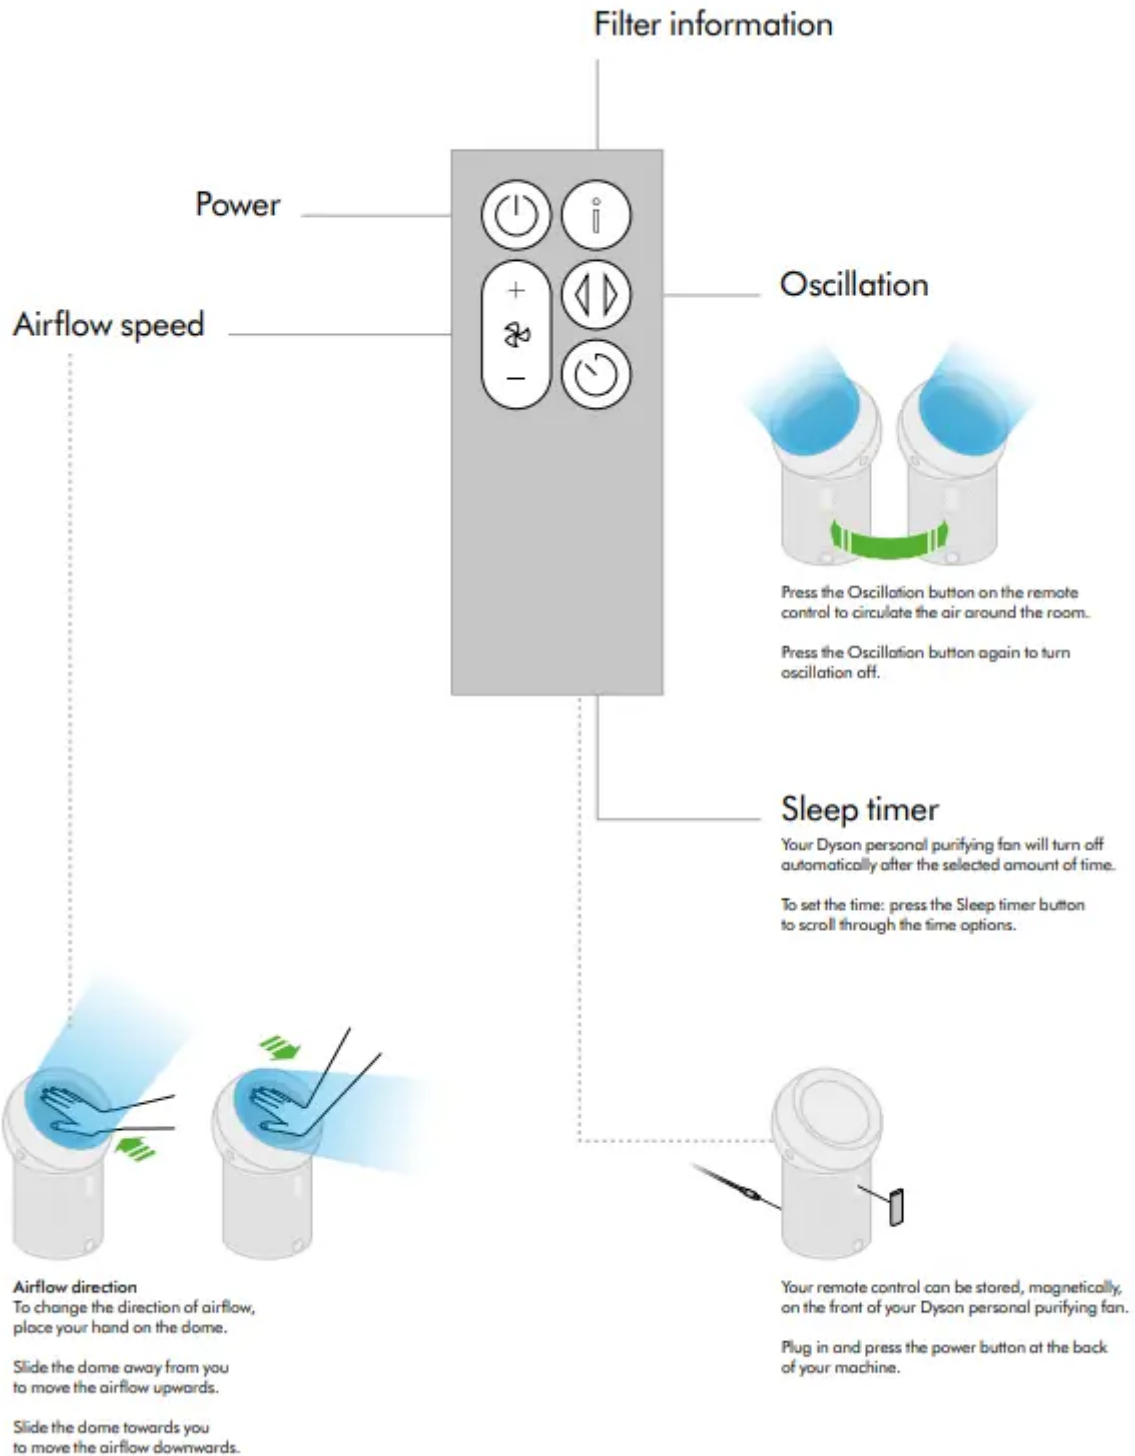 Filter information
Power
Oscillation
Airflow speed
+
−
Press the Oscillation button on the remote
control to circulate the air around the room.
Press the Oscillation button again to turn
oscillation off.
Sleep timer
Your Dyson personal purifying fan will turn off
automatically after the selected amount of time.
To set the time: press the Sleep timer button
to scroll through the time options.
Airflow direction
To change the direction of airflow,
place your hand on the dome.
Slide the dome away from you
to move the airflow upwards.
Slide the dome towards you
to move the airflow downwards.
Your remote control can be stored, magnetically,
on the front of your Dyson personal purifying fan.
Plug in and press the power button at the back
of your machine.